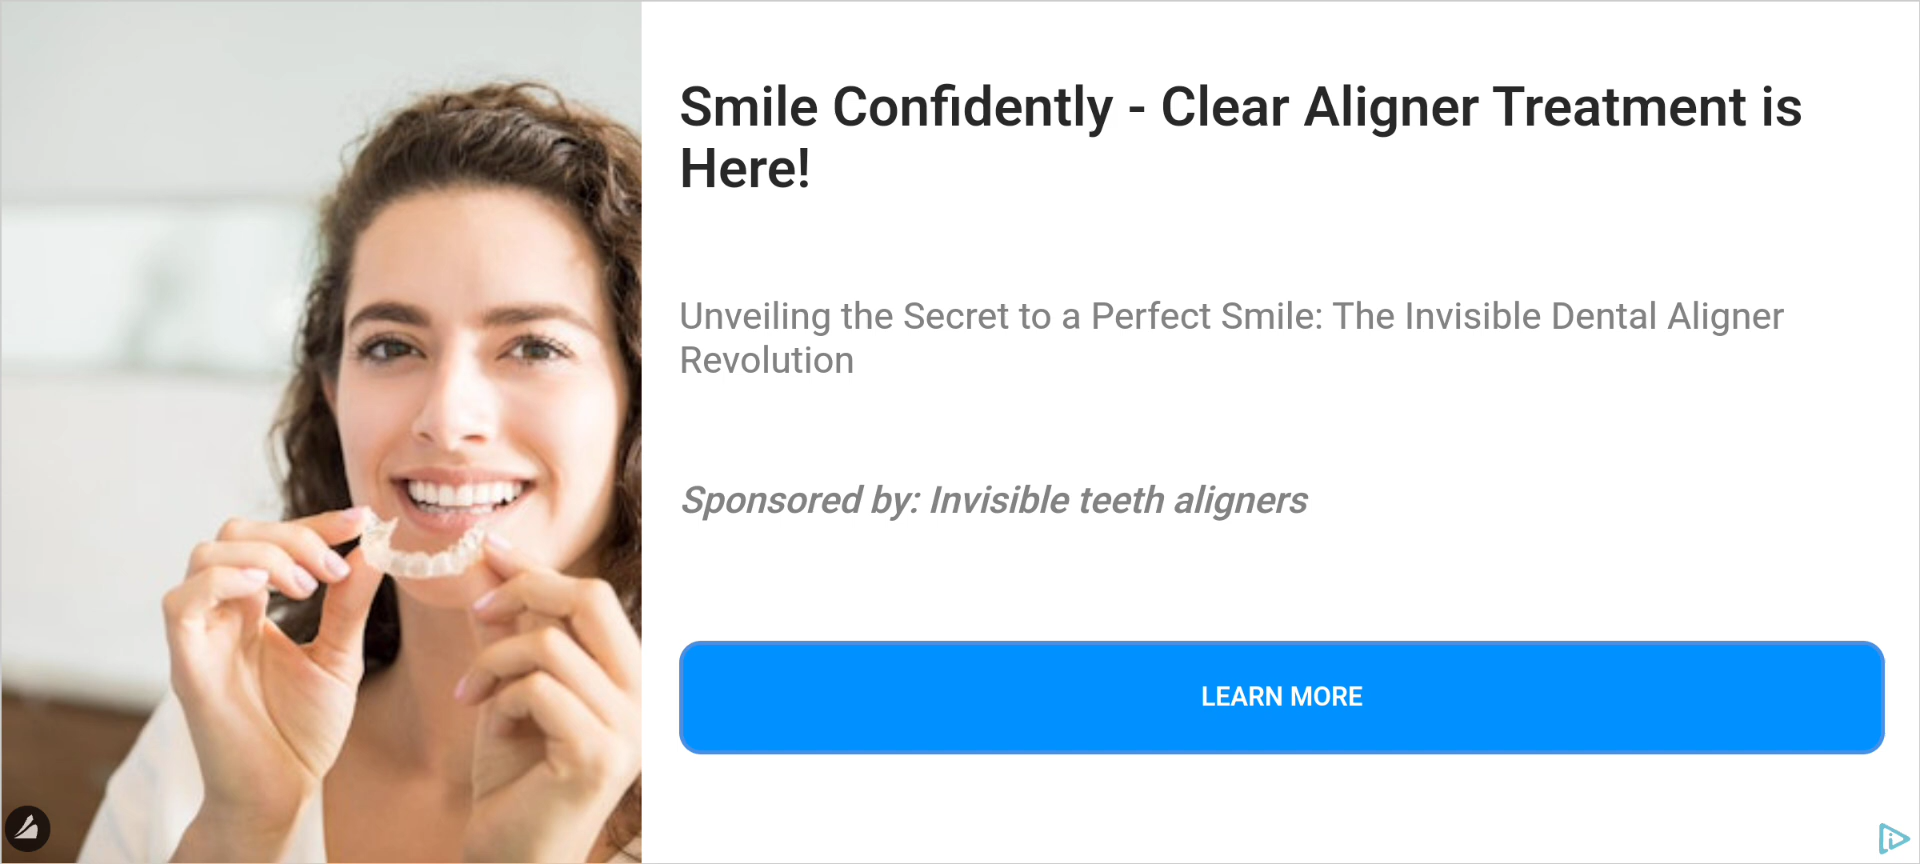 Smile Confidently - Clear Aligner Treatment is
Here!
Unveiling the Secret to a Perfect Smile: The Invisible Dental Aligner
Revolution
Sponsored by: Invisible teeth aligners
LEARN MORE